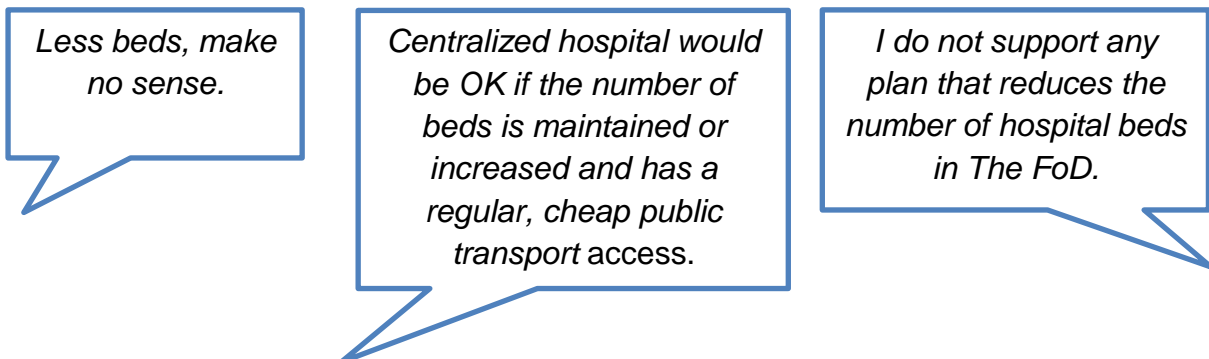 Less beds, make
no sense.
Centralized hospital would
be OK if the number of
beds is maintained or
increased and has a
regular, cheap public
transport access.
I do not support any
plan that reduces the
number of hospital beds
in The FoD.